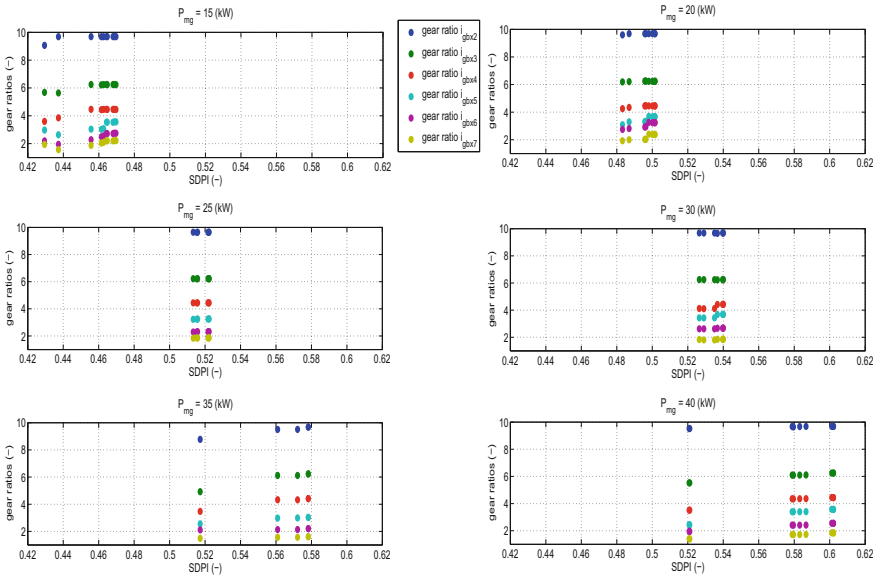 P_mg = 15 (kW)
10
8
6
4
2
gear ratios (−)
0.42 0.44 0.46 0.48 0.5 0.52 0.54 0.56 0.58 0.6 0.62
SDPI (−)
gear ratio i_gbx2
gear ratio i_gbx3
gear ratio i_gbx4
gear ratio i_gbx5
gear ratio i_gbx6
gear ratio i_gbx7
P_mg = 20 (kW)
10
8
6
4
2
gear ratios (−)
0.42 0.44 0.46 0.48 0.5 0.52 0.54 0.56 0.58 0.6 0.62
SDPI (−)
P_mg = 25 (kW)
10
8
6
4
2
gear ratios (−)
0.42 0.44 0.46 0.48 0.5 0.52 0.54 0.56 0.58 0.6 0.62
SDPI (−)
P_mg = 30 (kW)
10
8
6
4
2
gear ratios (−)
0.42 0.44 0.46 0.48 0.5 0.52 0.54 0.56 0.58 0.6 0.62
SDPI (−)
P_mg = 35 (kW)
10
8
6
4
2
gear ratios (−)
0.42 0.44 0.46 0.48 0.5 0.52 0.54 0.56 0.58 0.6 0.62
SDPI (−)
P_mg = 40 (kW)
10
8
6
4
2
gear ratios (−)
0.42 0.44 0.46 0.48 0.5 0.52 0.54 0.56 0.58 0.6 0.62
SDPI (−)